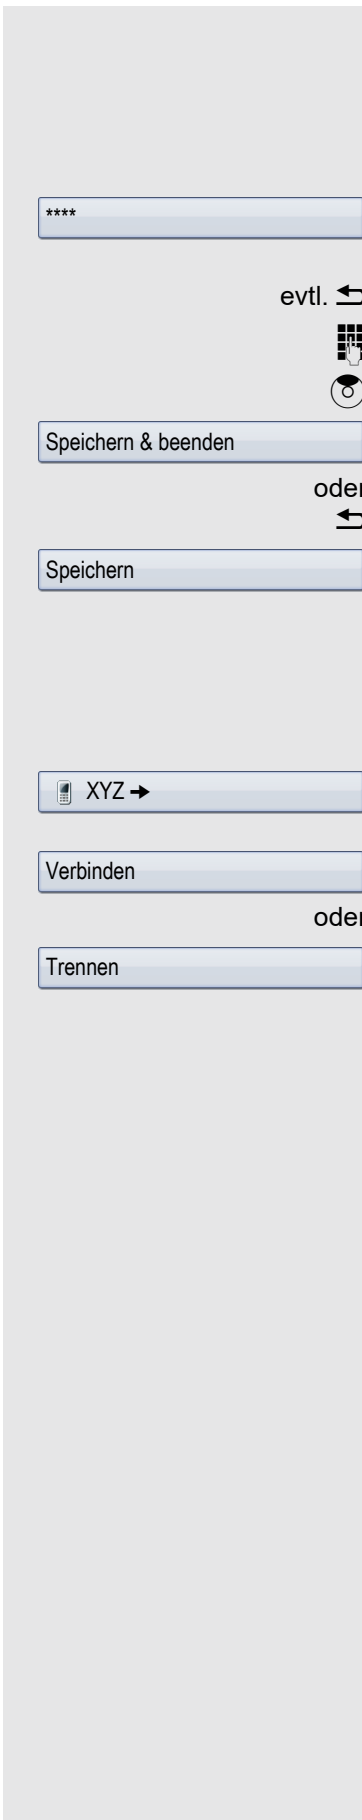 ****
evtl.
Speichern & beenden
oder
Speichern
XYZ →
Verbinden
oder
Trennen